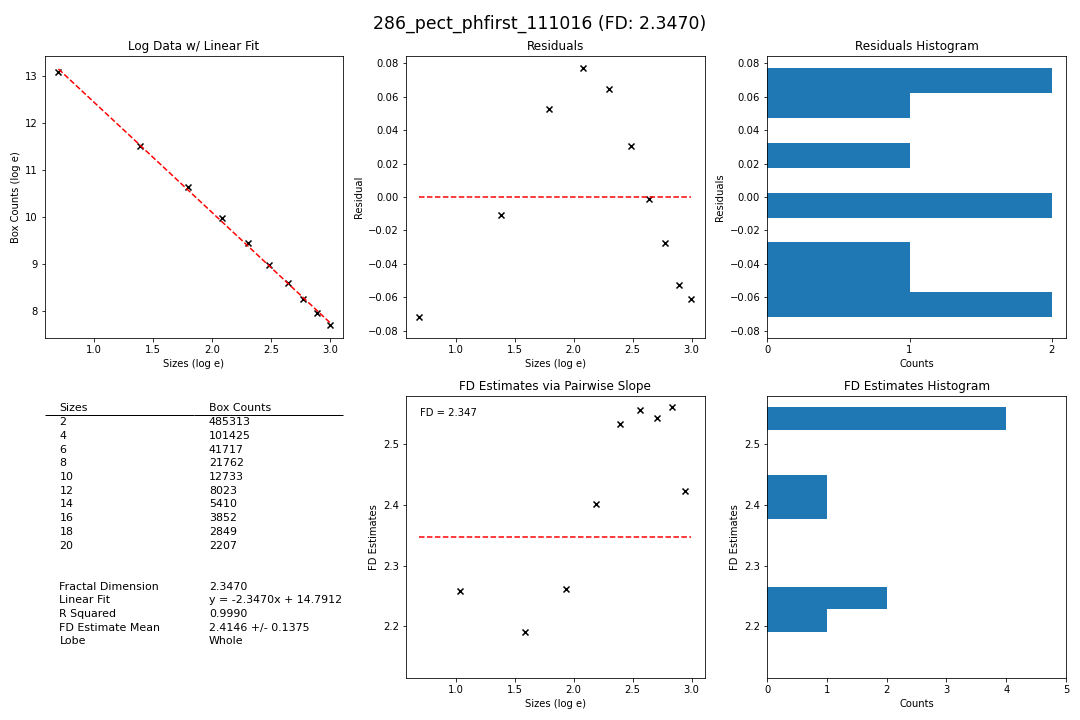 286_pect_phfirst_111016 (FD: 2.3470)
Log Data w/ Linear Fit
Box Counts (log e)
13
12
11
10
9
8
1.0 1.5 2.0 2.5 3.0
Sizes (log e)
Residuals
Residual
0.08
0.06
0.04
0.02
0.00
−0.02
−0.04
−0.06
−0.08
1.0 1.5 2.0 2.5 3.0
Sizes (log e)
Residuals Histogram
Residuals
0.08
0.06
0.04
0.02
0.00
−0.02
−0.04
−0.06
−0.08
0 1 2
Counts
Sizes Box Counts
2 485313
4 101425
6 41717
8 21762
10 12733
12 8023
14 5410
16 3852
18 2849
20 2207
Fractal Dimension 2.3470
Linear Fit y = -2.3470x + 14.7912
R Squared 0.9990
FD Estimate Mean 2.4146 +/- 0.1375
Lobe Whole
FD Estimates via Pairwise Slope
FD = 2.347
FD Estimates
2.5
2.4
2.3
2.2
1.0 1.5 2.0 2.5 3.0
Sizes (log e)
FD Estimates Histogram
FD Estimates
2.5
2.4
2.3
2.2
0 1 2 3 4 5
Counts